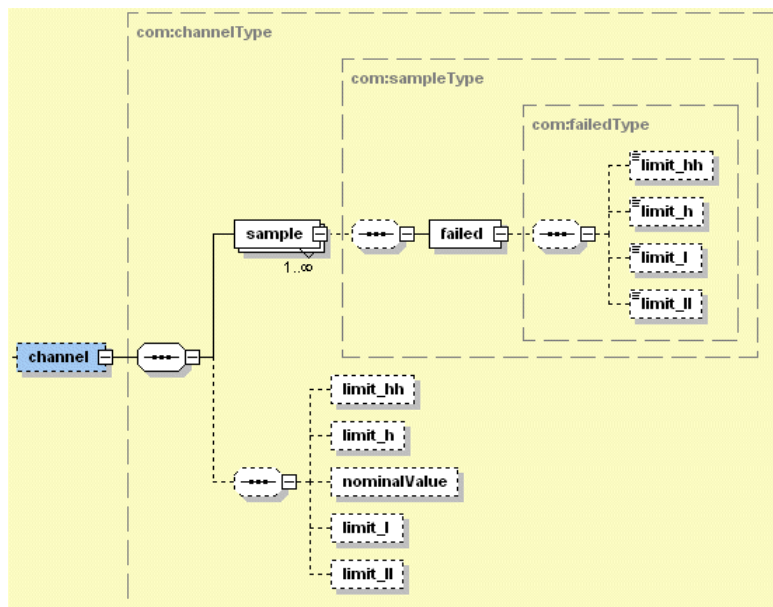 com:channelType
com:sampleType
com:failedType
limit_hh
limit_h
limit_l
limit_ll
sample
failed
1..∞
channel
limit_hh
limit_h
nominalValue
limit_l
limit_ll